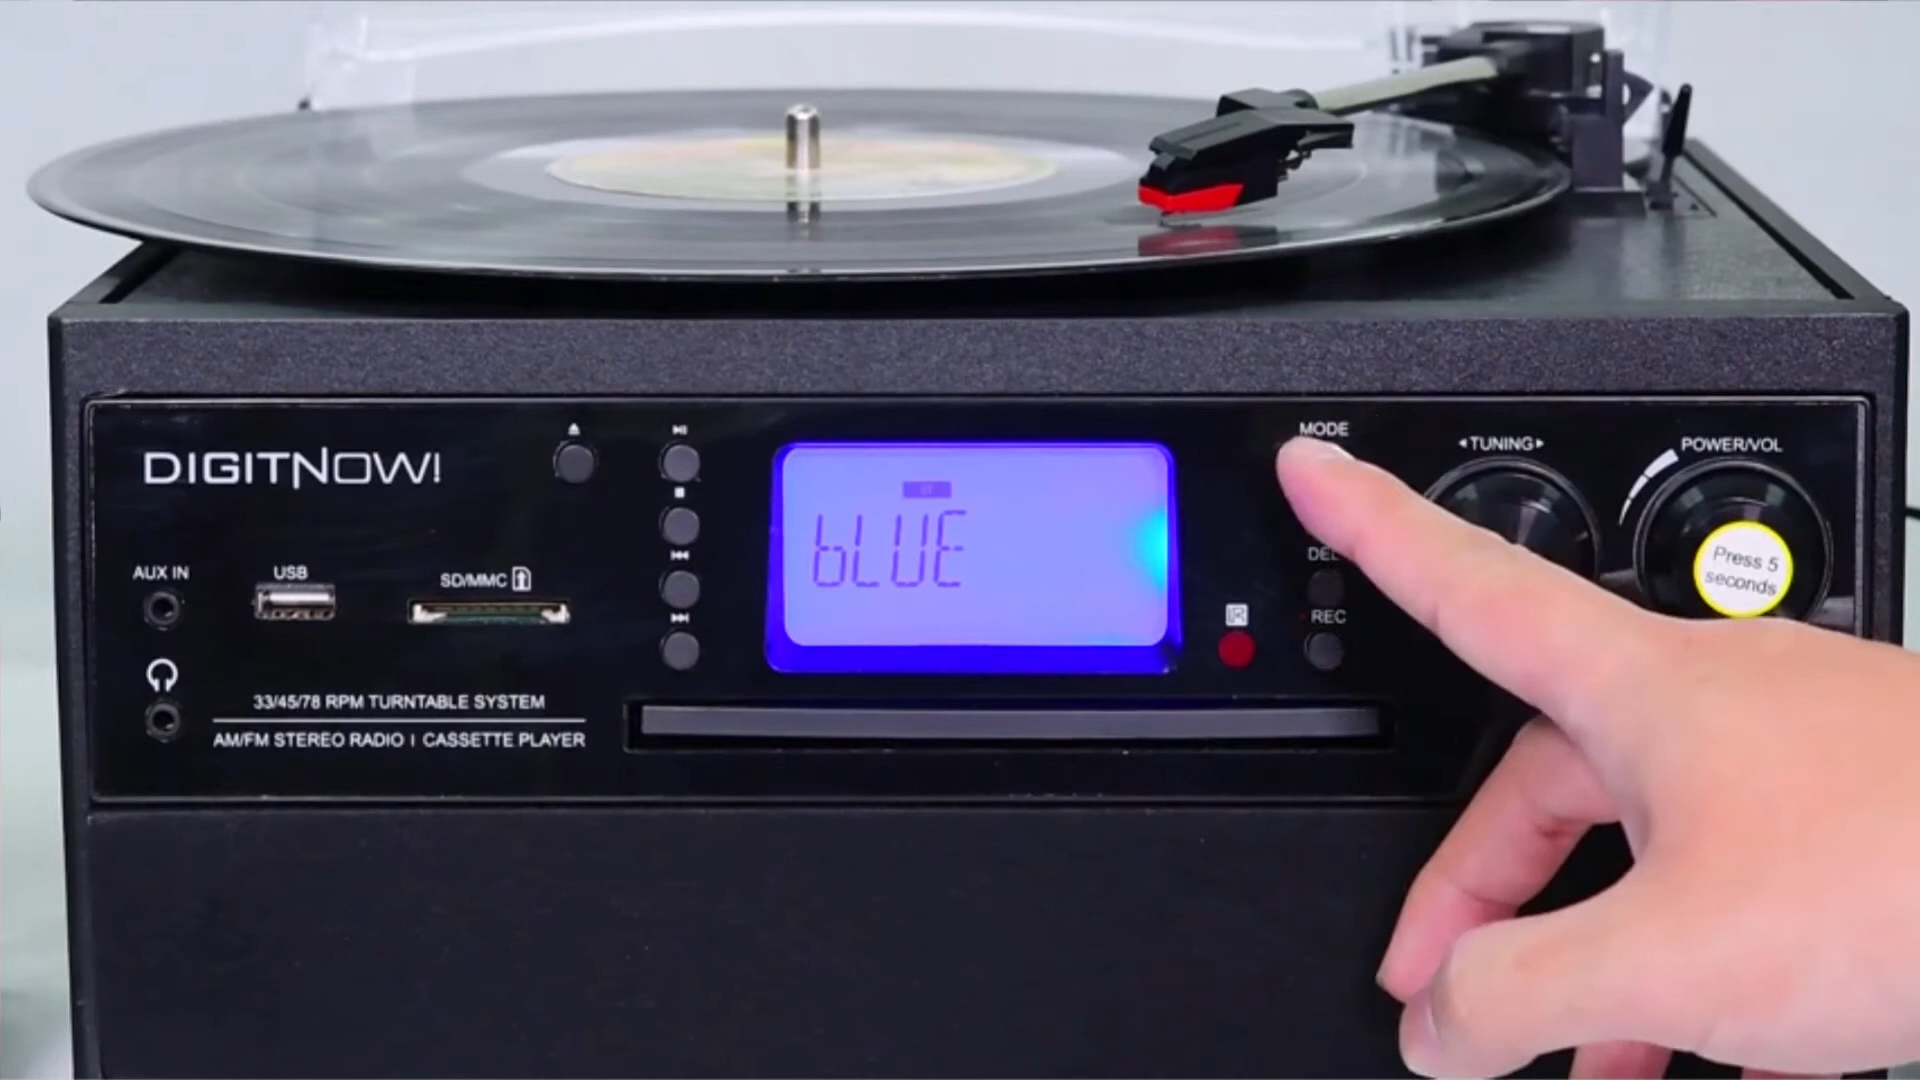 DIGITNOW!
MODE
◂TUNING▸
POWER/VOL
bLUE
Press 5
seconds
DEL
REC
AUX IN
USB
SD/MMC
33/45/78 RPM TURNTABLE SYSTEM
AM/FM STEREO RADIO | CASSETTE PLAYER